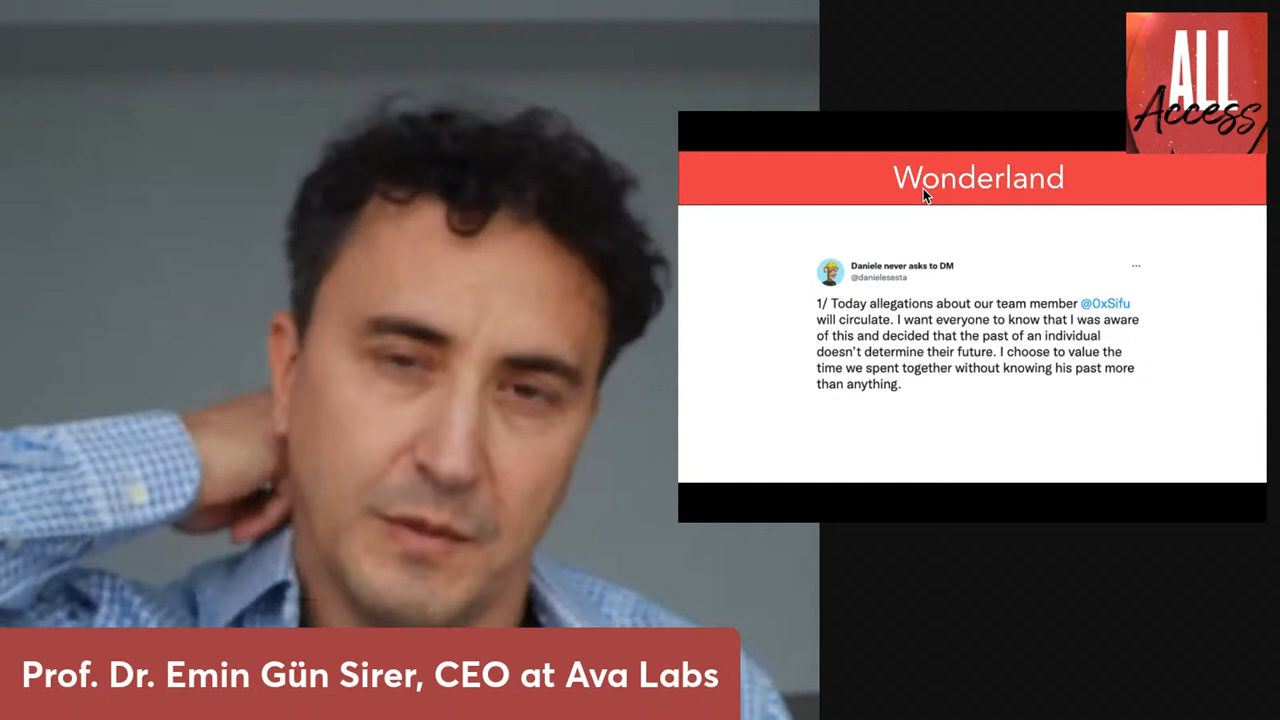 ALL
Access
Wonderland
Daniele never asks to DM
@danielesesta
1/ Today allegations about our team member @0xSifu
will circulate. I want everyone to know that I was aware
of this and decided that the past of an individual
doesn't determine their future. I choose to value the
time we spent together without knowing his past more
than anything.
Prof. Dr. Emin Gün Sirer, CEO at Ava Labs